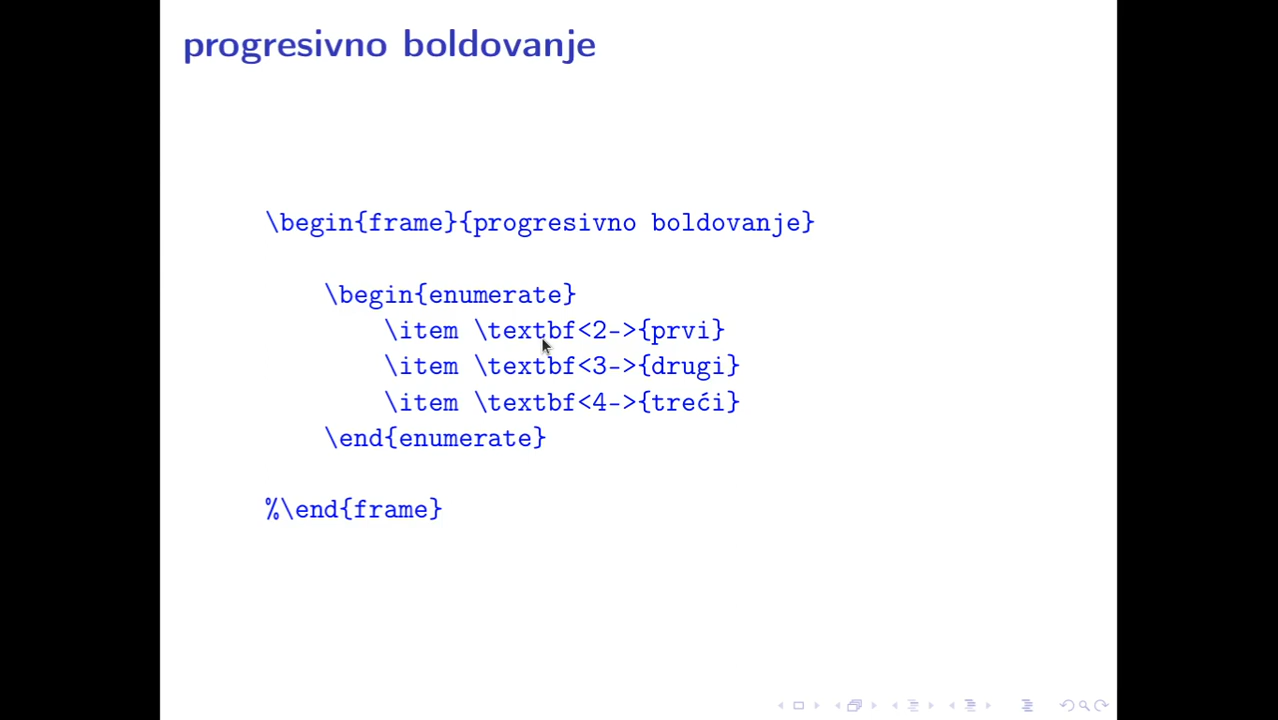 progresivno boldovanje
\begin{frame}{progresivno boldovanje}
\begin{enumerate}
\item \textbf<2->{prvi}
\item \textbf<3->{drugi}
\item \textbf<4->{treći}
\end{enumerate}
%\end{frame}